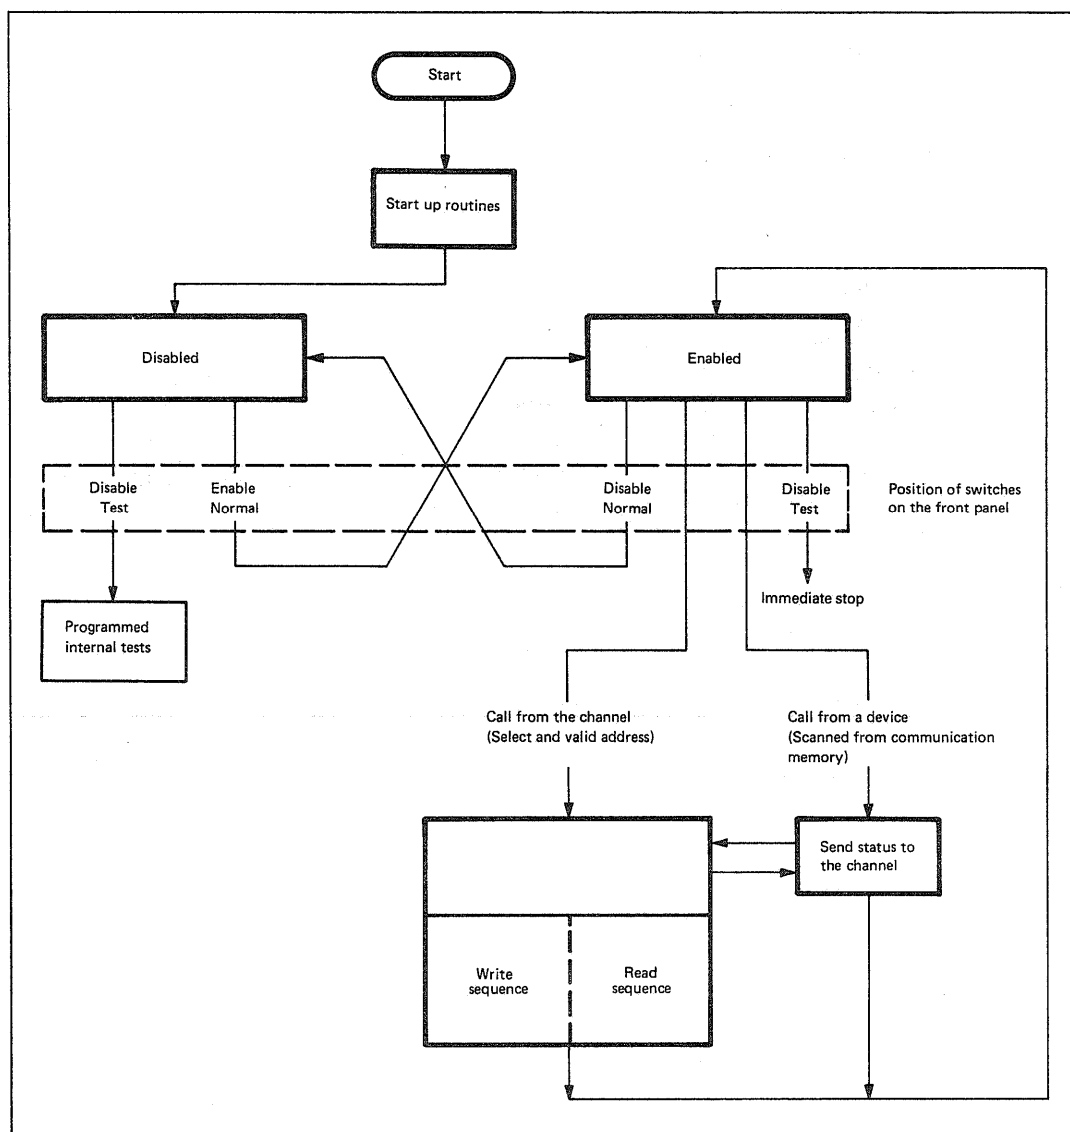 Start
Start up routines
Disabled
Enabled
Disable
Test
Enable
Normal
Disable
Normal
Disable
Test
Position of switches
on the front panel
Immediate stop
Programmed
internal tests
Call from the channel
(Select and valid address)
Call from a device
(Scanned from communication
memory)
Send status to
the channel
Write
sequence
Read
sequence